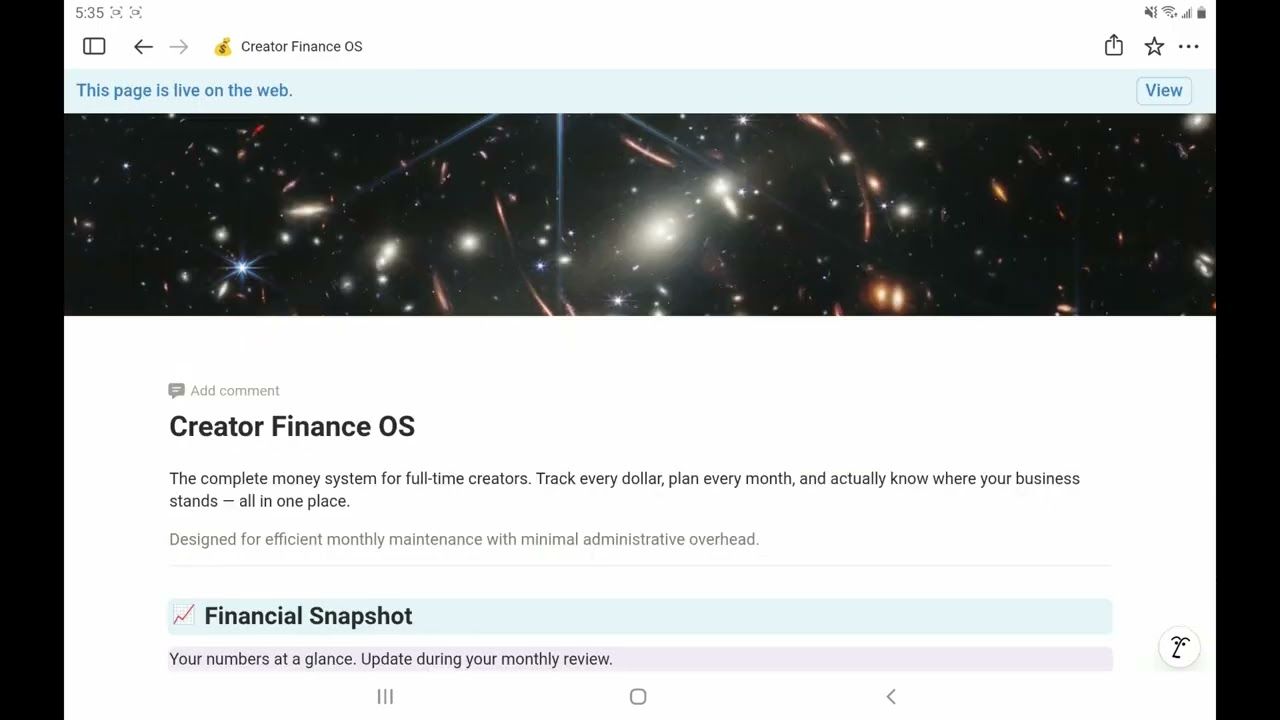 5:35
Creator Finance OS
This page is live on the web.
View
Add comment
Creator Finance OS
The complete money system for full-time creators. Track every dollar, plan every month, and actually know where your business
stands — all in one place.
Designed for efficient monthly maintenance with minimal administrative overhead.
Financial Snapshot
Your numbers at a glance. Update during your monthly review.